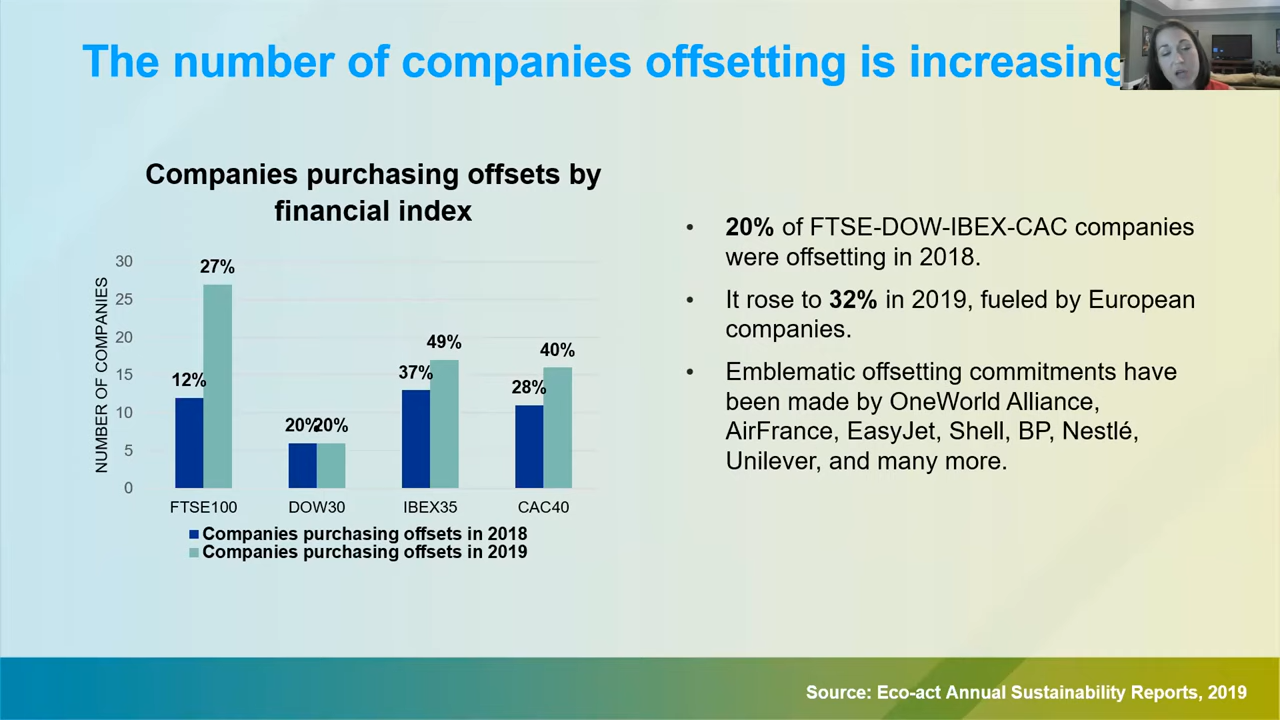 The number of companies offsetting is increasing
Companies purchasing offsets by
financial index
NUMBER OF COMPANIES
30
25
20
15
10
5
0
12%
27%
20%
20%
37%
49%
28%
40%
FTSE100
DOW30
IBEX35
CAC40
Companies purchasing offsets in 2018
Companies purchasing offsets in 2019
• 20% of FTSE-DOW-IBEX-CAC companies
were offsetting in 2018.
• It rose to 32% in 2019, fueled by European
companies.
• Emblematic offsetting commitments have
been made by OneWorld Alliance,
AirFrance, EasyJet, Shell, BP, Nestlé,
Unilever, and many more.
Source: Eco-act Annual Sustainability Reports, 2019